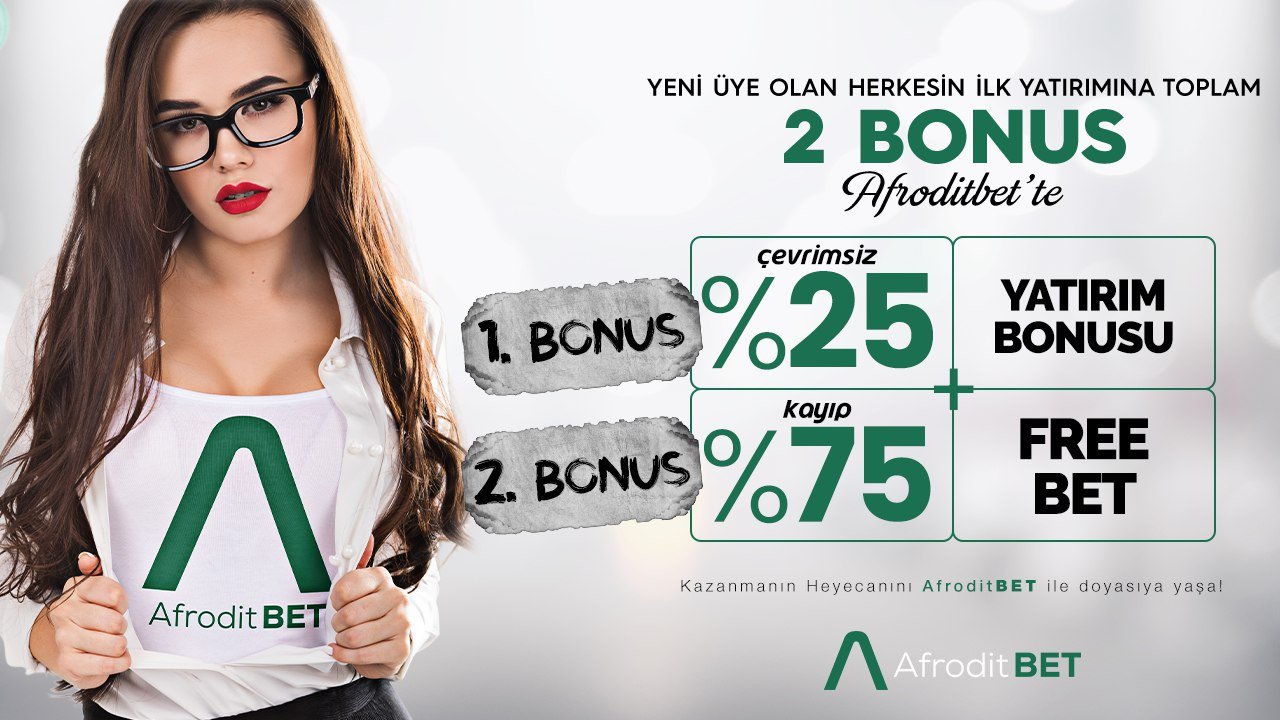 YENİ ÜYE OLAN HERKESİN İLK YATIRIMINA TOPLAM
2 BONUS
Afroditbet'te
1. BONUS
çevrimsiz
%25
YATIRIM
BONUSU
+
2. BONUS
kayıp
%75
FREE
BET
Kazanmanın Heyecanını AfroditBET ile doyasıya yaşa!
AfroditBET
AfroditBET